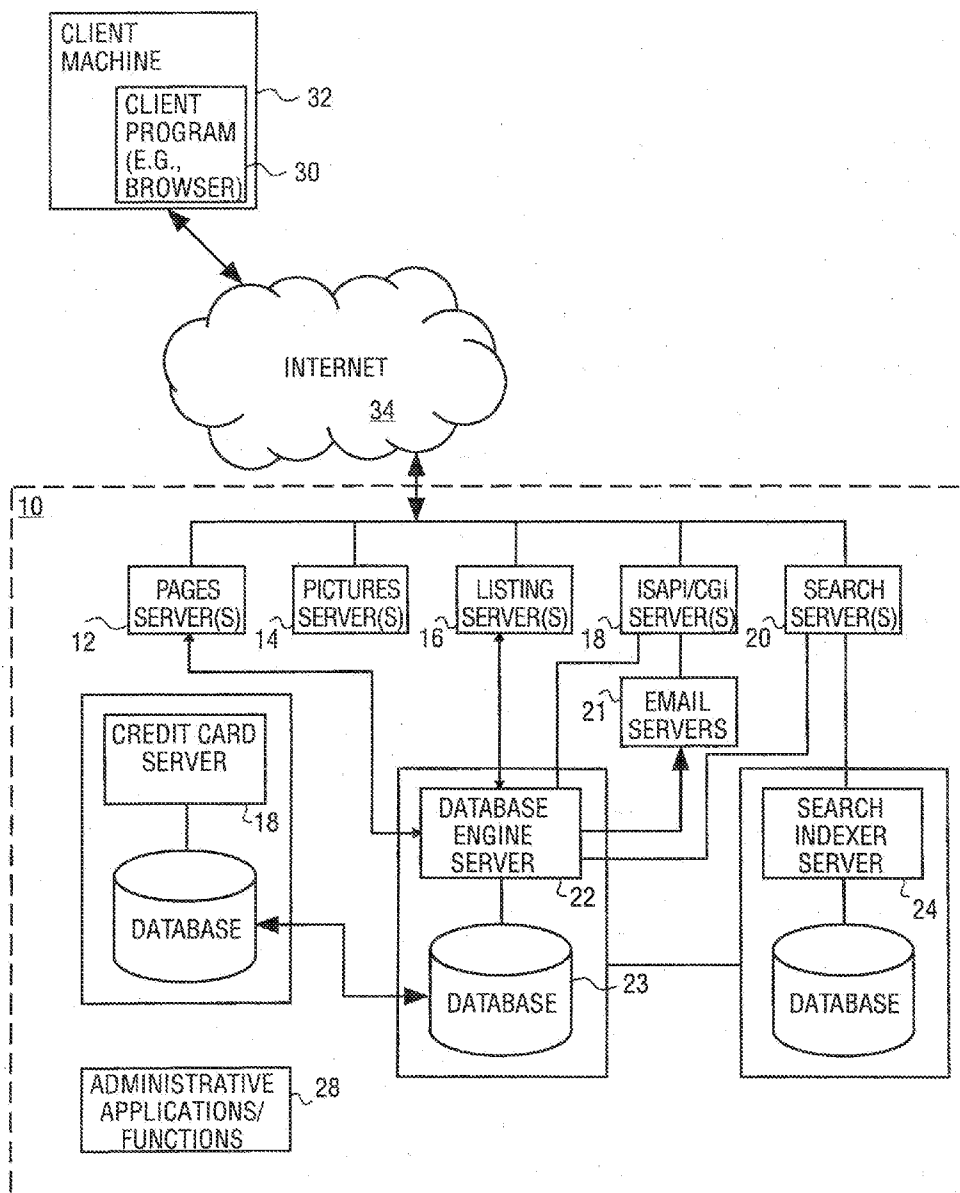 CLIENT
MACHINE
CLIENT
PROGRAM
(E.G.,
BROWSER)
32
30
INTERNET
34
10
PAGES
SERVER(S)
12
PICTURES
SERVER(S)
14
LISTING
SERVER(S)
16
ISAPI/CGI
SERVER(S)
18
SEARCH
SERVER(S)
20
21
EMAIL
SERVERS
CREDIT CARD
SERVER
18
DATABASE
DATABASE
ENGINE
SERVER
22
DATABASE
23
SEARCH
INDEXER
SERVER
24
DATABASE
ADMINISTRATIVE
APPLICATIONS/
FUNCTIONS
28